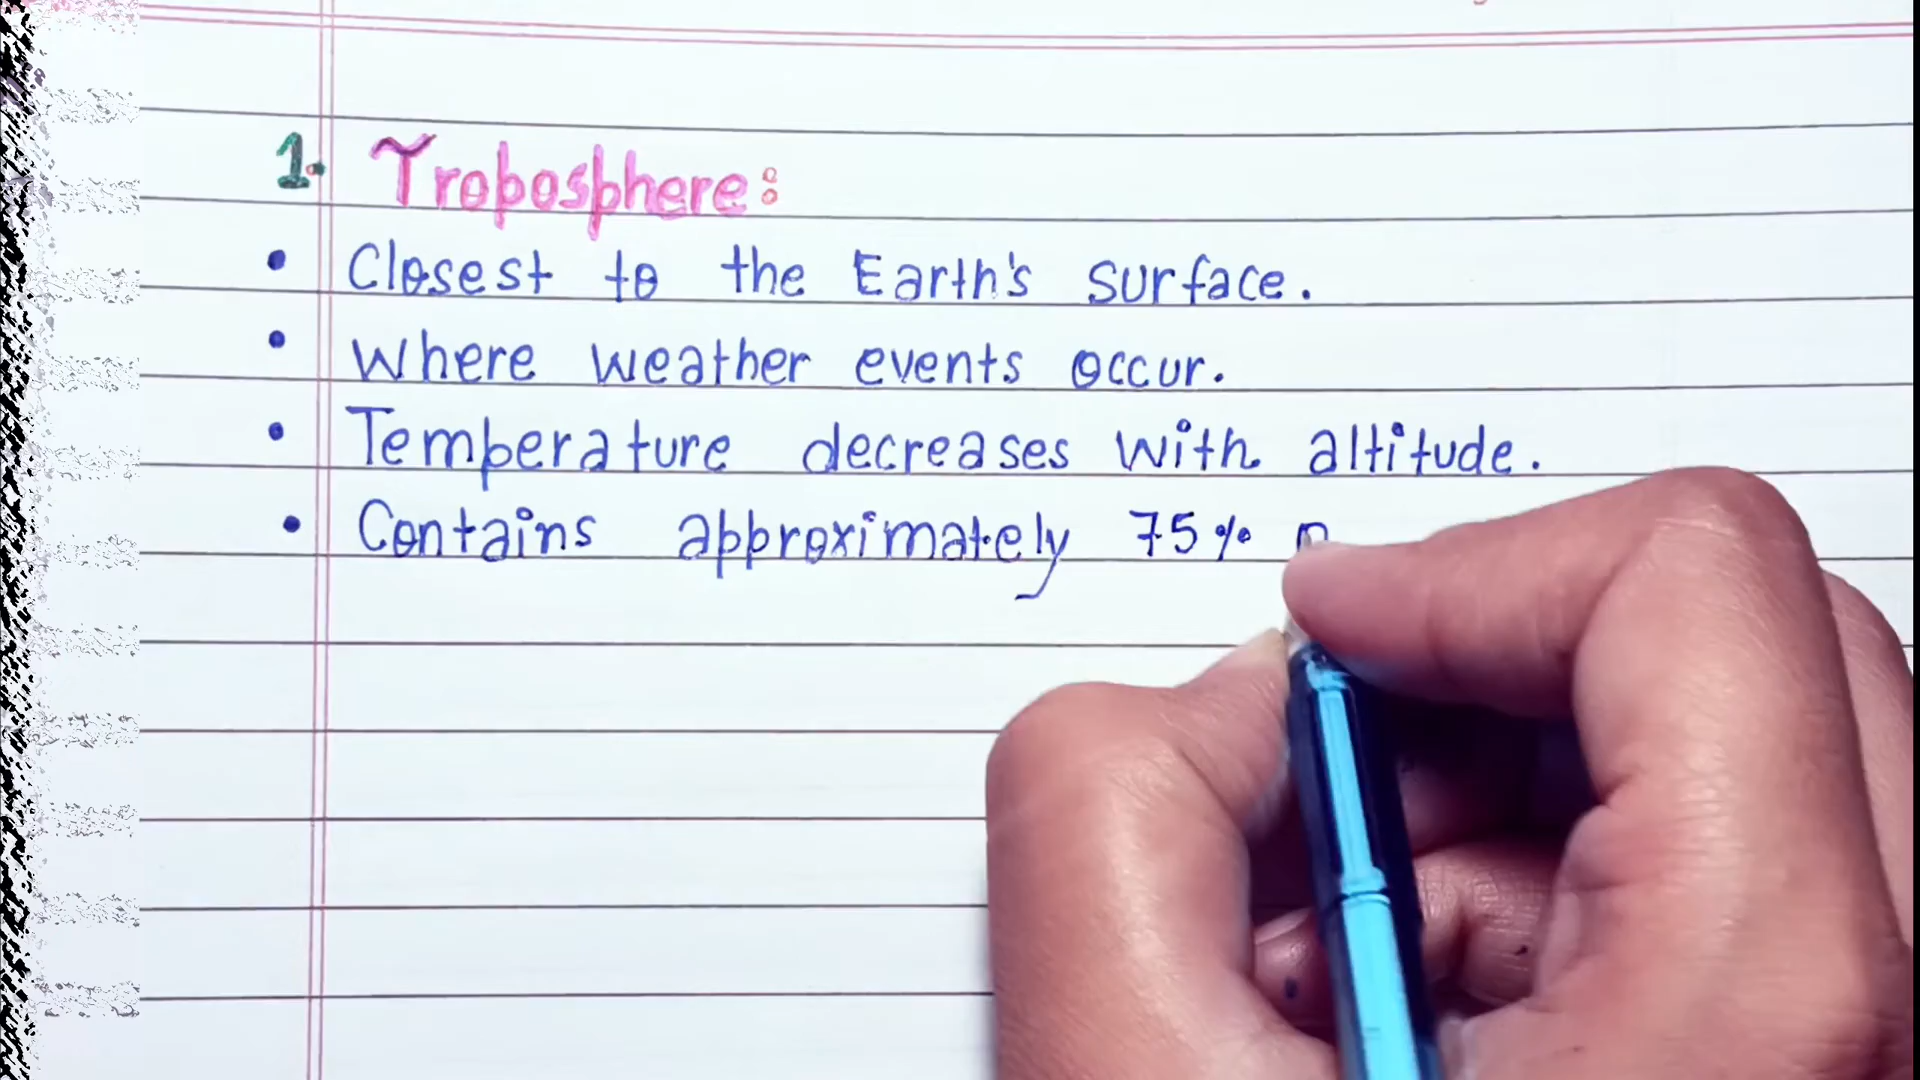 1. Troposphere:
• Closest to the Earth's surface.
• Where weather events occur.
• Temperature decreases with altitude.
• Contains approximately 75%